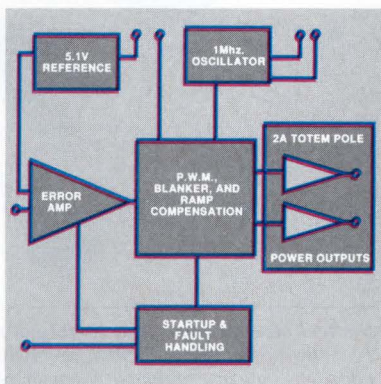 5.1V
REFERENCE
1Mhz.
OSCILLATOR
2A TOTEM POLE
P.W.M.,
BLANKER, AND
RAMP
COMPENSATION
ERROR
AMP
POWER OUTPUTS
STARTUP &
FAULT
HANDLING